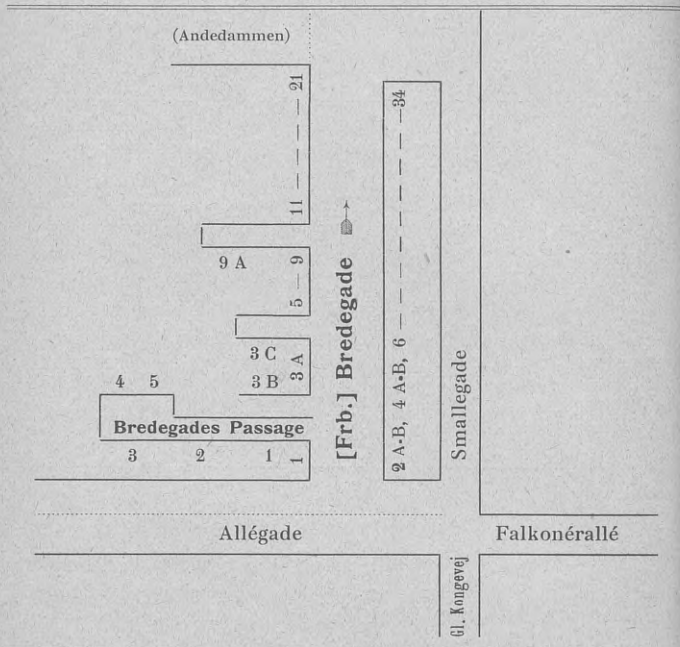 (Andedammen)
11 — — — — 21
9 A
5 — 9
3 C
3 B
3 A
4 5
Bredegades Passage
3 2 1
1
[Frb.] Bredegade
2 A-B, 4 A-B, 6 — — — — — — —34
Smallegade
Allégade
Falkonérallé
Gl. Kongevej